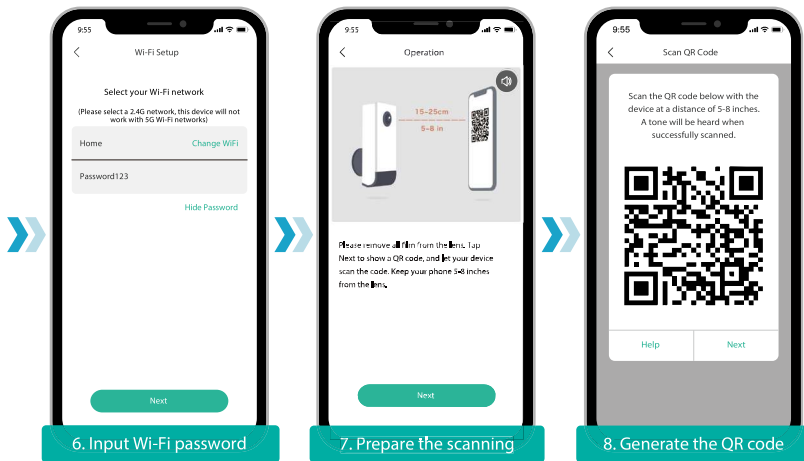 9:55
Wi-Fi Setup
Select your Wi-Fi network
(Please select a 2.4G network, this device will not
work with 5G Wi-Fi networks)
Home
Change WiFi
Password123
Hide Password
Next
6. Input Wi-Fi password
9:55
Operation
15-25cm
5-8 in
Please remove all film from the lens. Tap
Next to show a QR code, and let your device
scan the code. Keep your phone 5-8 inches
from the lens.
Next
7. Prepare the scanning
9:55
Scan QR Code
Scan the QR code below with the
device at a distance of 5-8 inches.
A tone will be heard when
successfully scanned.
Help
Next
8. Generate the QR code